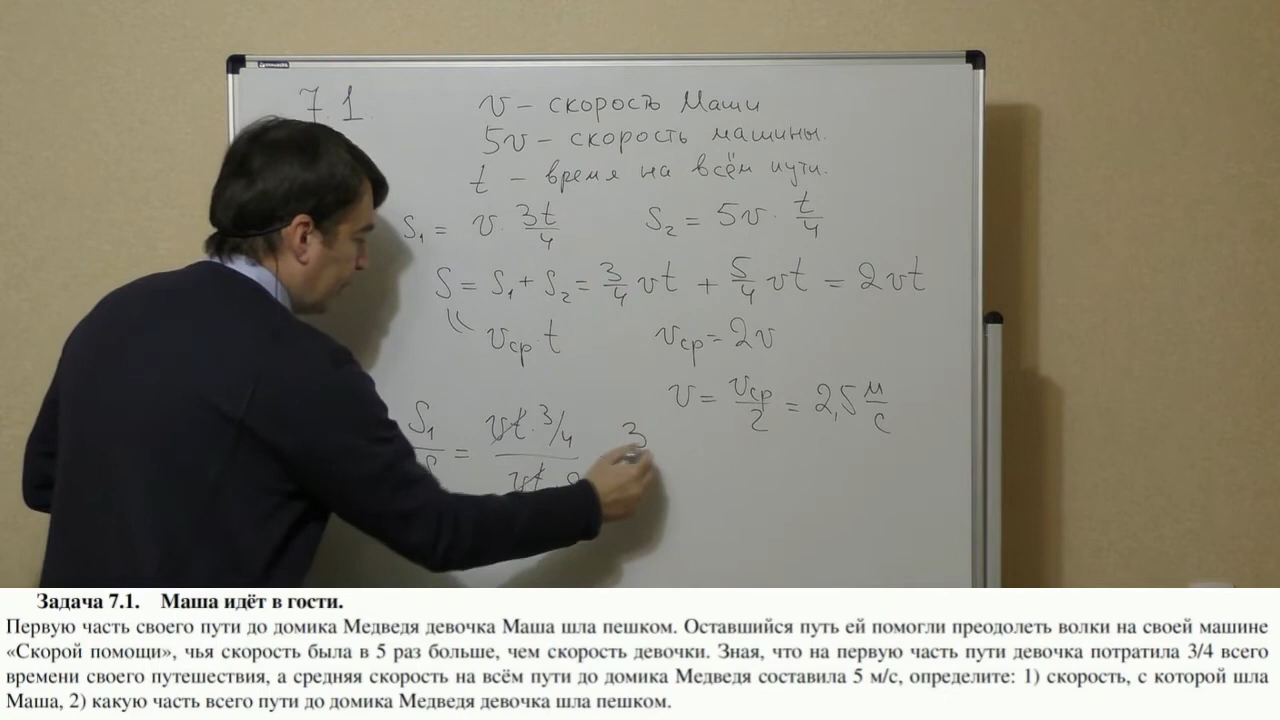 7.1.
v – скорость Маши
5v – скорость машины.
t – время на всём пути.
S₁ = v · 3t/4    S₂ = 5v · t/4
S = S₁ + S₂ = 3/4 vt + 5/4 vt = 2vt
v_ср t    v_ср = 2v
v = v_ср/2 = 2,5 м/с
S₁ = vt · 3/4    3
vt
Задача 7.1. Маша идёт в гости.
Первую часть своего пути до домика Медведя девочка Маша шла пешком. Оставшийся путь ей помогли преодолеть волки на своей машине
«Скорой помощи», чья скорость была в 5 раз больше, чем скорость девочки. Зная, что на первую часть пути девочка потратила 3/4 всего
времени своего путешествия, а средняя скорость на всём пути до домика Медведя составила 5 м/с, определите: 1) скорость, с которой шла
Маша, 2) какую часть всего пути до домика Медведя девочка шла пешком.